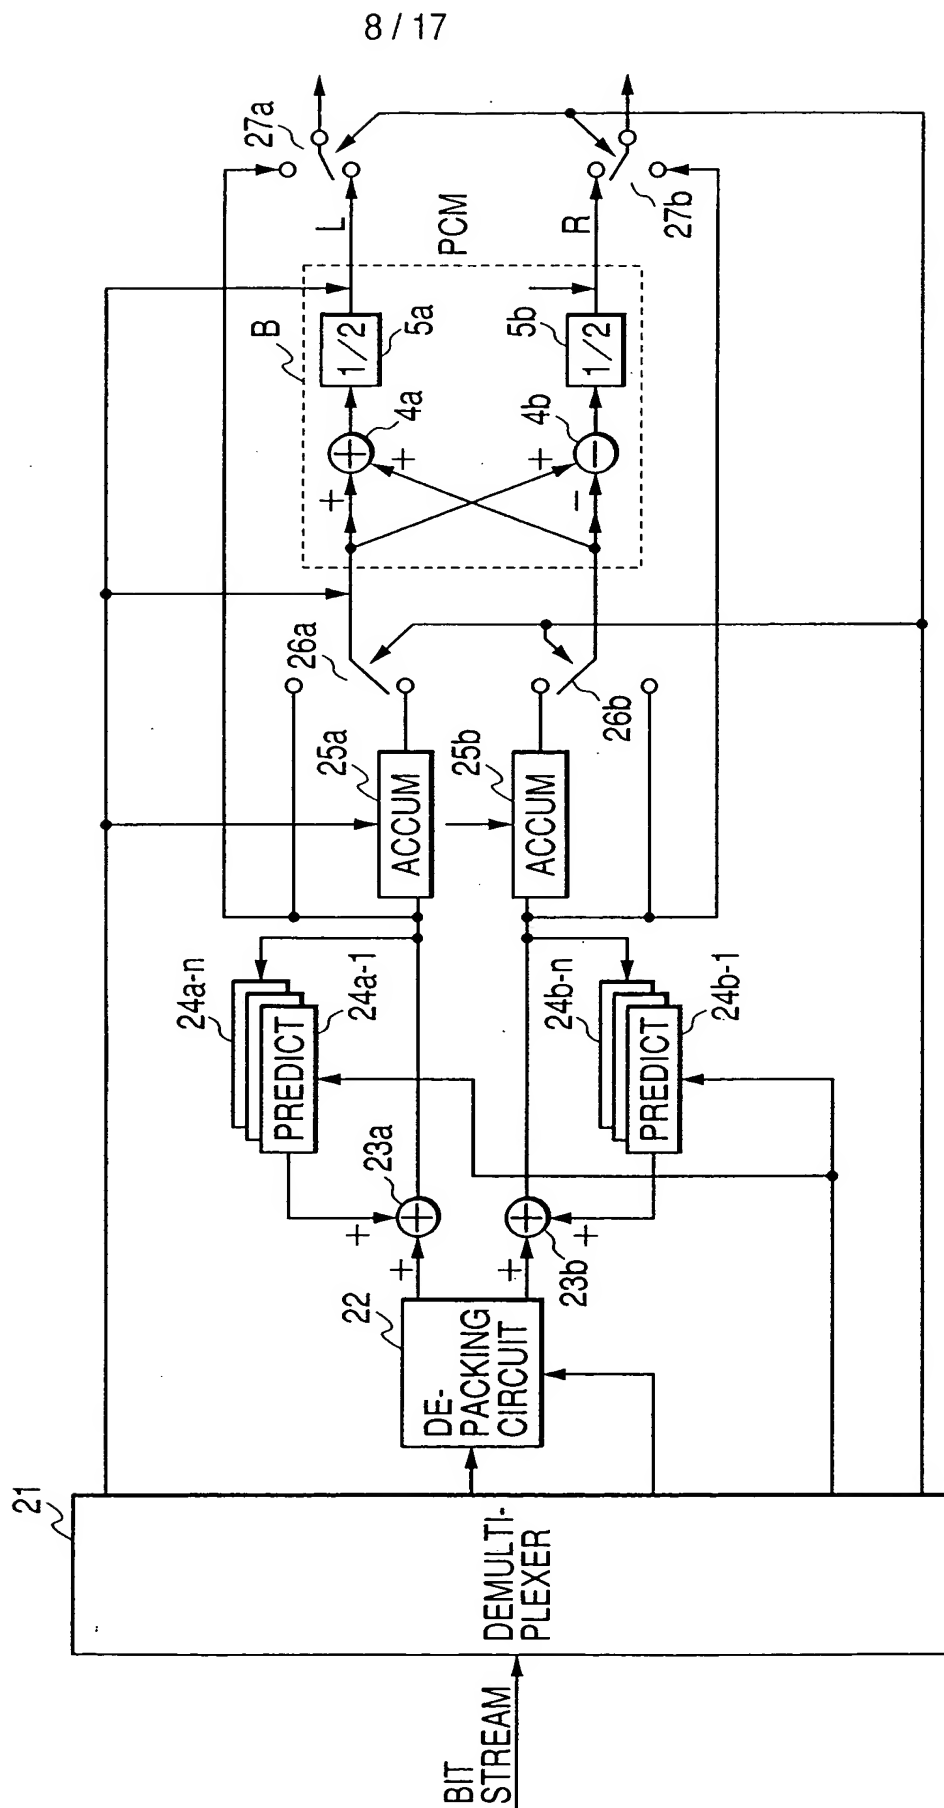 8 / 17
27a
L
PCM
R
27b
B
1/2
5a
5b
1/2
4a
4b
+
+
+
−
+
−
+
26a
26b
25a
ACCUM
25b
ACCUM
24a-n
24a-1
PREDICT
24b-n
24b-1
PREDICT
23a
+
+
+
23b
+
+
+
22
DE-
PACKING
CIRCUIT
21
DEMULTI-
PLEXER
BIT
STREAM